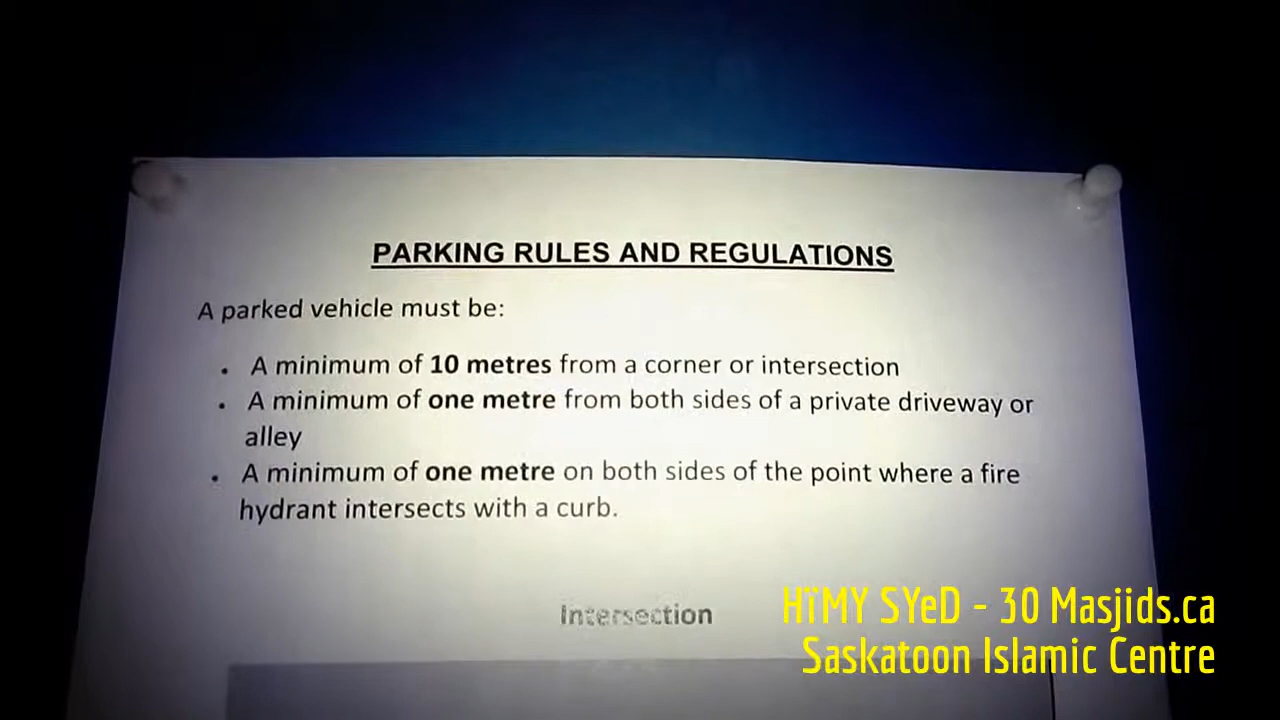 PARKING RULES AND REGULATIONS
A parked vehicle must be:
• A minimum of 10 metres from a corner or intersection
• A minimum of one metre from both sides of a private driveway or
alley
• A minimum of one metre on both sides of the point where a fire
hydrant intersects with a curb.
Intersection
HïMY SYeD - 30 Masjids.ca
Saskatoon Islamic Centre